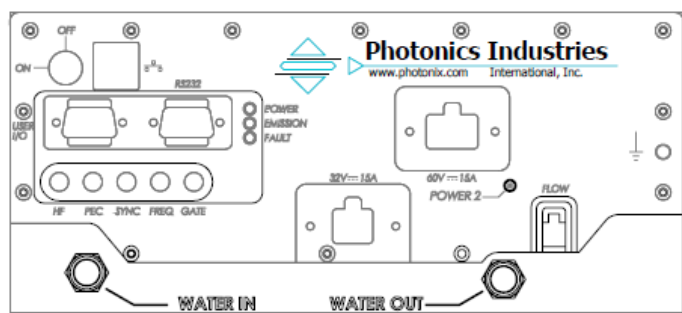 OFF
ON
Photonics Industries
www.photonix.com International, Inc.
RS232
USER I/O
POWER
EMISSION
FAULT
32V⎓15A
60V⎓15A
POWER 2
FLOW
HF PEC SYNC FREQ GATE
WATER IN
WATER OUT